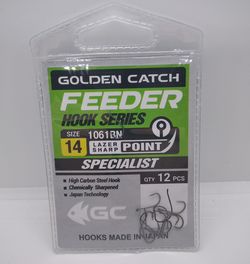 GOLDEN CATCH
FEEDER
HOOK SERIES
SIZE
14
1061BN
LAZER
SHARP
POINT
SPECIALIST
High Carbon Steel Hook
Chemically Sharpened
Japan Technology
QTY 12 PCS
GC
HOOKS MADE IN JAPAN